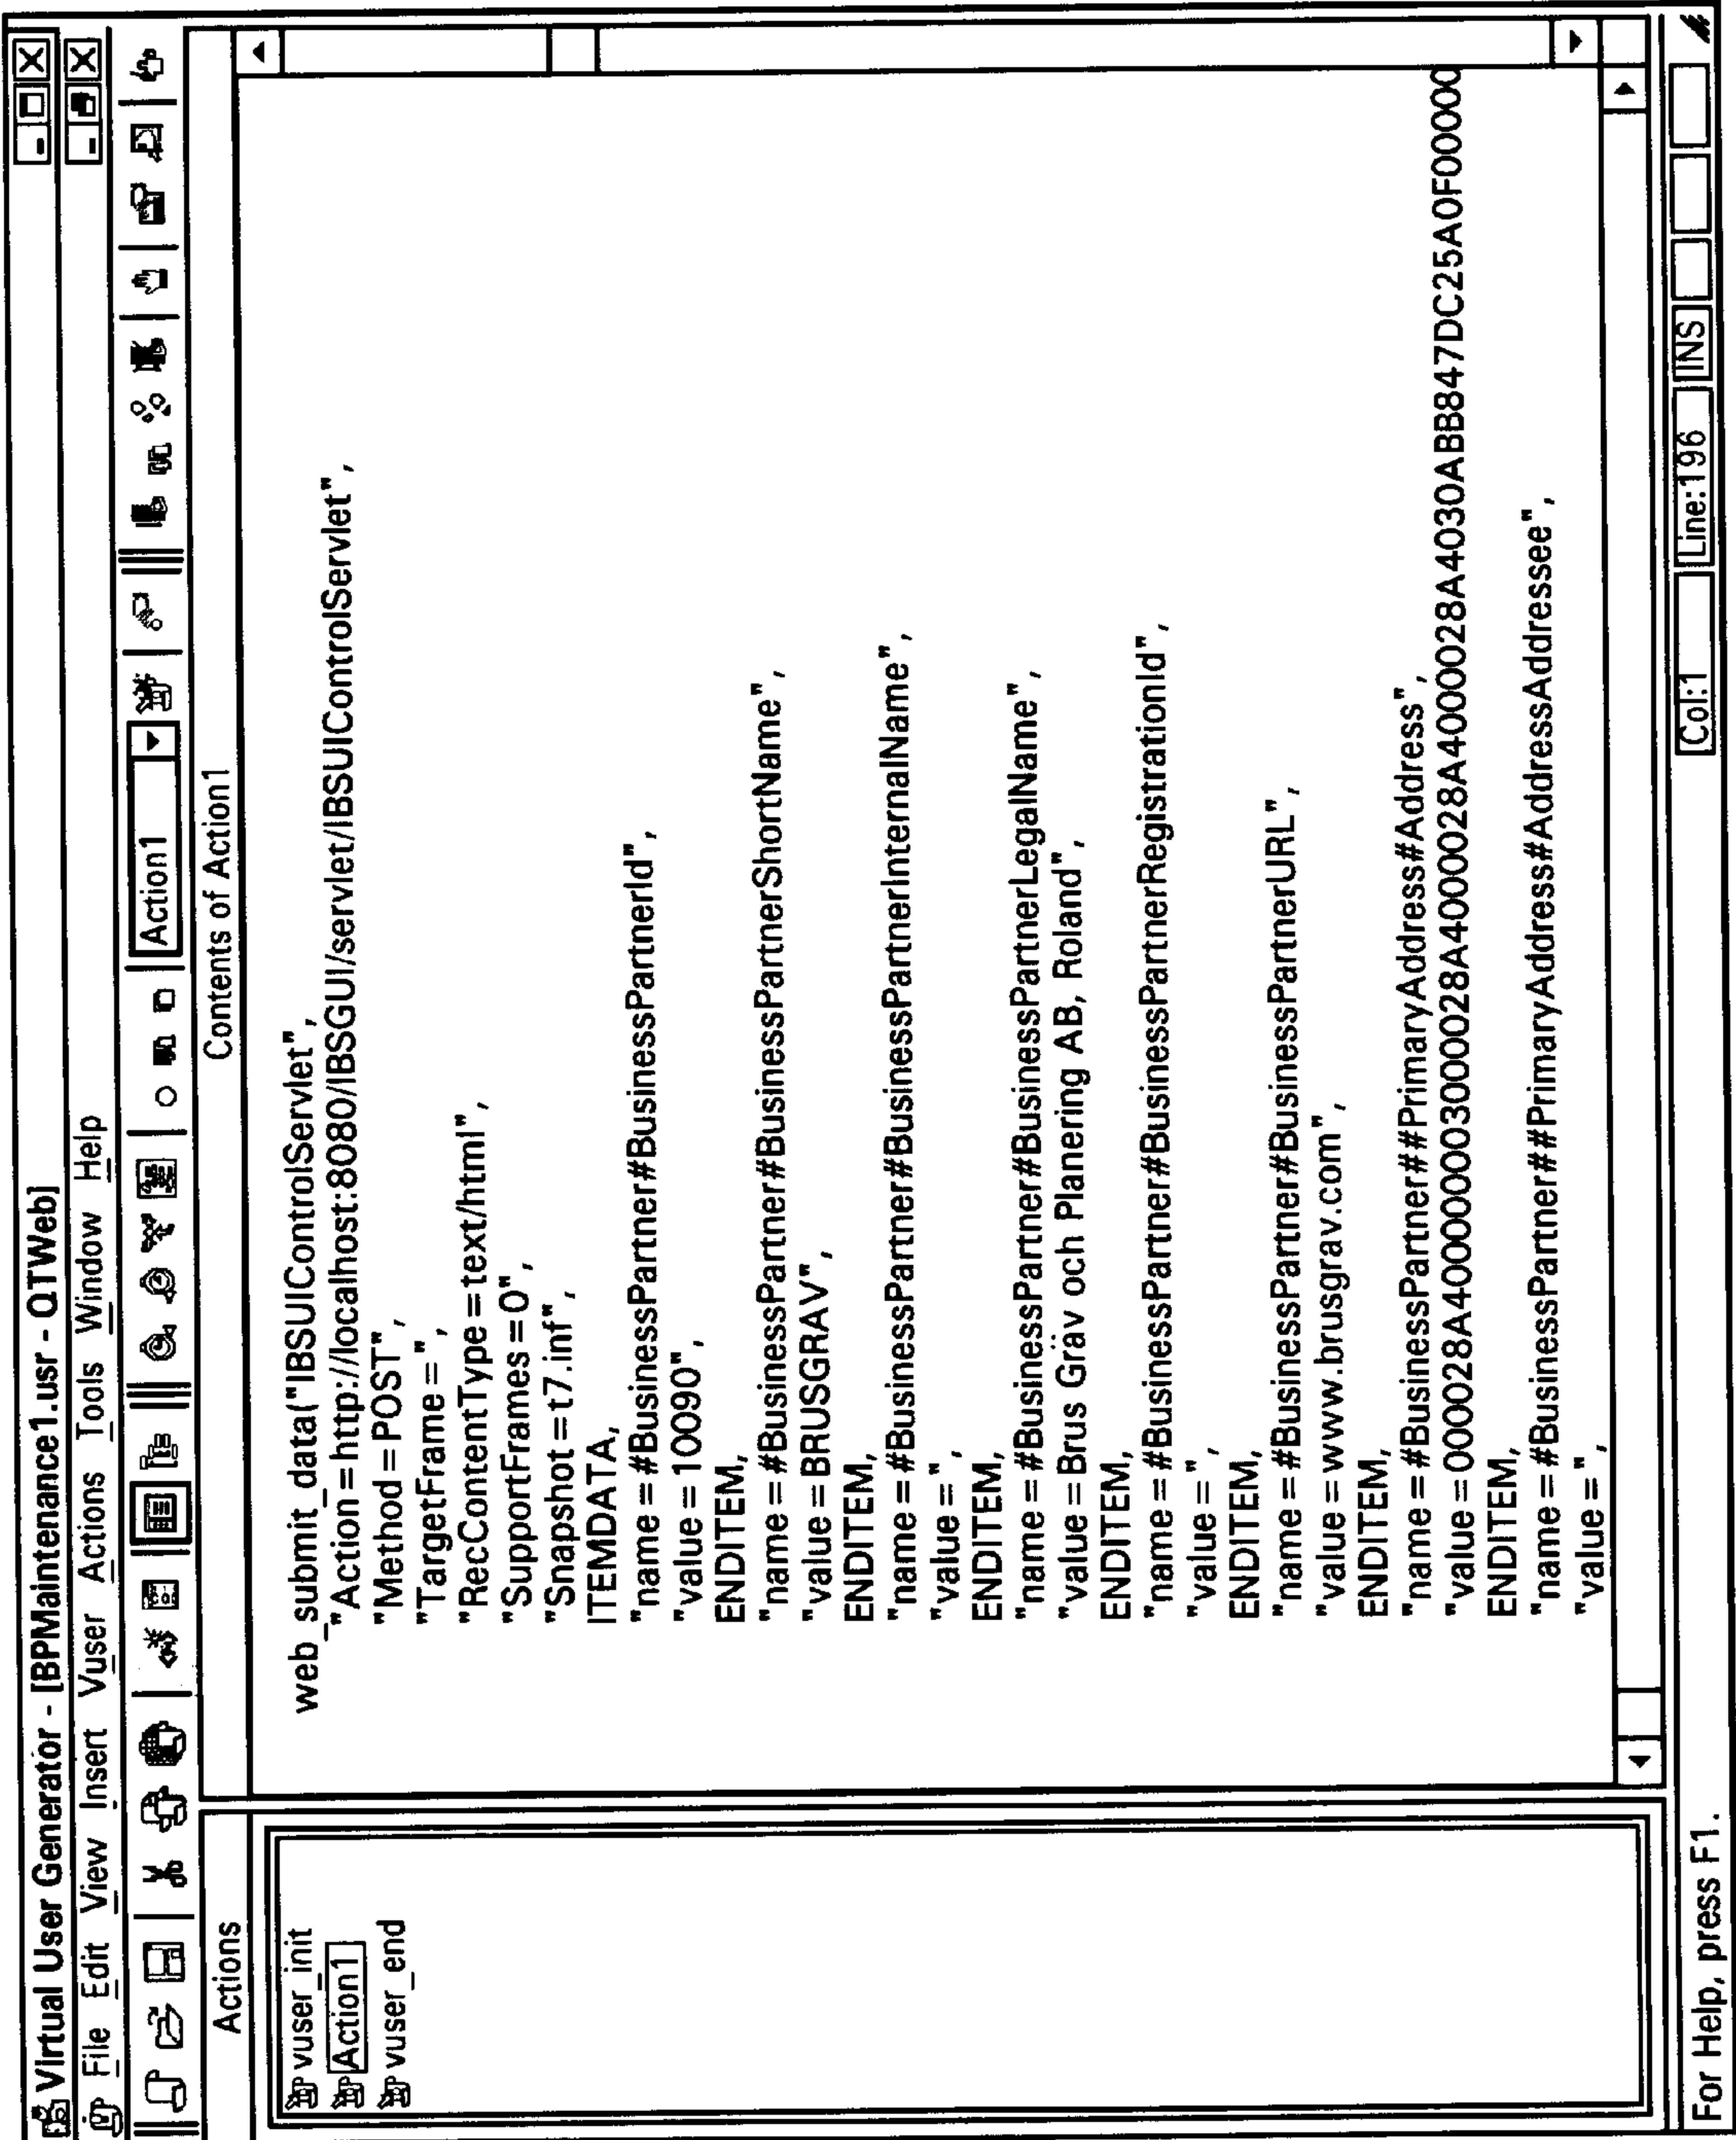 Virtual User Generator - [BPMaintenance1.usr - QTWeb]
File Edit View Insert Vuser Actions Tools Window Help
Action1
Actions
Contents of Action1
vuser_init
Action1
vuser_end
web_submit_data("IBSUIControlServlet",
"Action=http://localhost:8080/IBSGUI/servlet/IBSUIControlServlet",
"Method=POST",
"TargetFrame=",
"RecContentType=text/html",
"SupportFrames=0",
"Snapshot=t7.inf",
ITEMDATA,
"name=#BusinessPartner#BusinessPartnerId",
"value=10090",
ENDITEM,
"name=#BusinessPartner#BusinessPartnerShortName",
"value=BRUSGRAV",
ENDITEM,
"name=#BusinessPartner#BusinessPartnerInternalName",
"value=",
ENDITEM,
"name=#BusinessPartner#BusinessPartnerLegalName",
"value=Brus Gräv och Planering AB, Roland",
ENDITEM,
"name=#BusinessPartner#BusinessPartnerRegistrationId",
"value=",
ENDITEM,
"name=#BusinessPartner#BusinessPartnerURL",
"value=www.brusgrav.com",
ENDITEM,
"name=#BusinessPartner##PrimaryAddress#Address",
"value=000028A4000000030000028A40000028A40000028A4030ABB847DC25A0F00000
ENDITEM,
"name=#BusinessPartner##PrimaryAddress#AddressAddressee",
"value=",
For Help, press F1.
Col:1 Line:196 INS